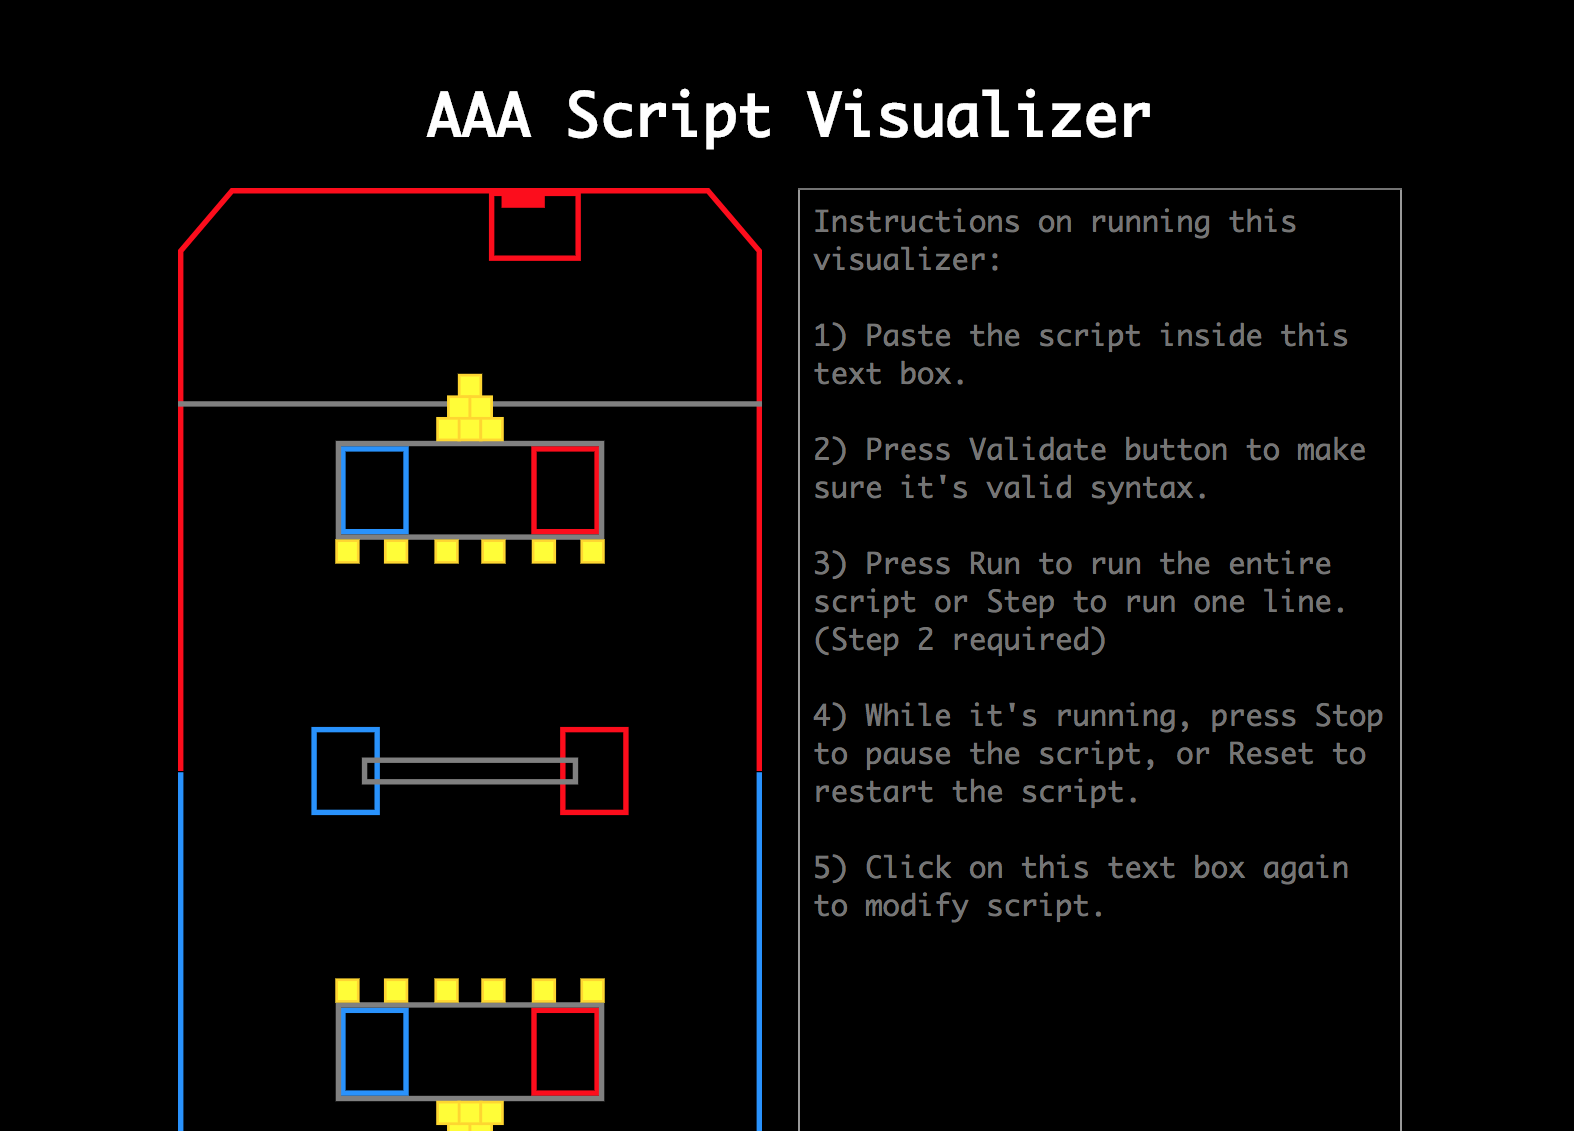 AAA Script Visualizer
Instructions on running this
visualizer:
1) Paste the script inside this
text box.
2) Press Validate button to make
sure it's valid syntax.
3) Press Run to run the entire
script or Step to run one line.
(Step 2 required)
4) While it's running, press Stop
to pause the script, or Reset to
restart the script.
5) Click on this text box again
to modify script.